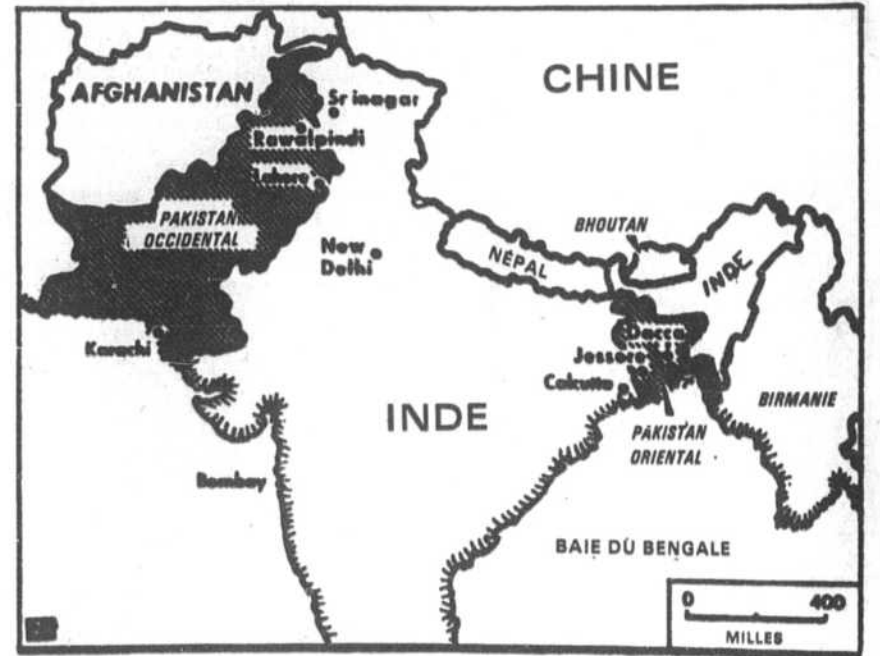 AFGHANISTAN
CHINE
Srinagar
Rawalpindi
Lahore
PAKISTAN
OCCIDENTAL
New
Delhi
NÉPAL
BHOUTAN
INDE
Karachi
Dacca
Jessore
Calcutta
INDE
BIRMANIE
PAKISTAN
ORIENTAL
Bombay
BAIE DU BENGALE
0 400
MILLES